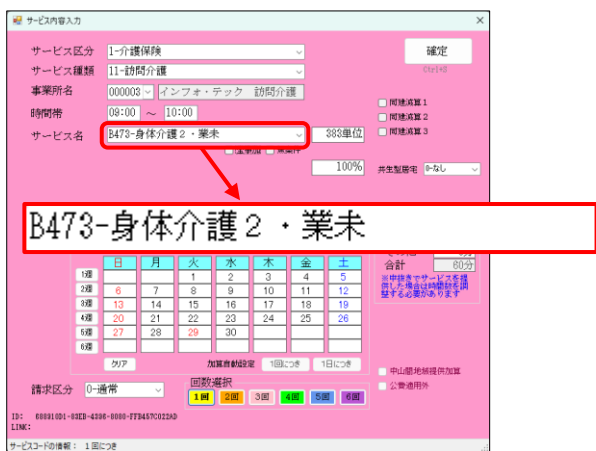 サービス内容入力
サービス区分 1-介護保険
確定
Ctrl+S
サービス種類 11-訪問介護
事業所名 000003 インフォ・テック 訪問介護
時間帯 09:00 ～ 10:00
同建減算1
同建減算2
サービス名 B473-身体介護2・業未 383単位
同建減算3
100%
共生型居宅 0-なし
B473-身体介護2・業未
合計 60分
※中抜きでサービスを提
供した場合は時間数を調
整する必要があります
日 月 火 水 木 金 土
1週 1 2 3 4 5
2週 6 7 8 9 10 11 12
3週 13 14 15 16 17 18 19
4週 20 21 22 23 24 25 26
5週 27 28 29 30
6週
クリア 加算自動設定 1回につき 1日につき
中山間地域提供加算
公費適用外
請求区分 0-通常
回数選択
1回 2回 3回 4回 5回 6回
LINK:
サービスコードの情報： 1回につき